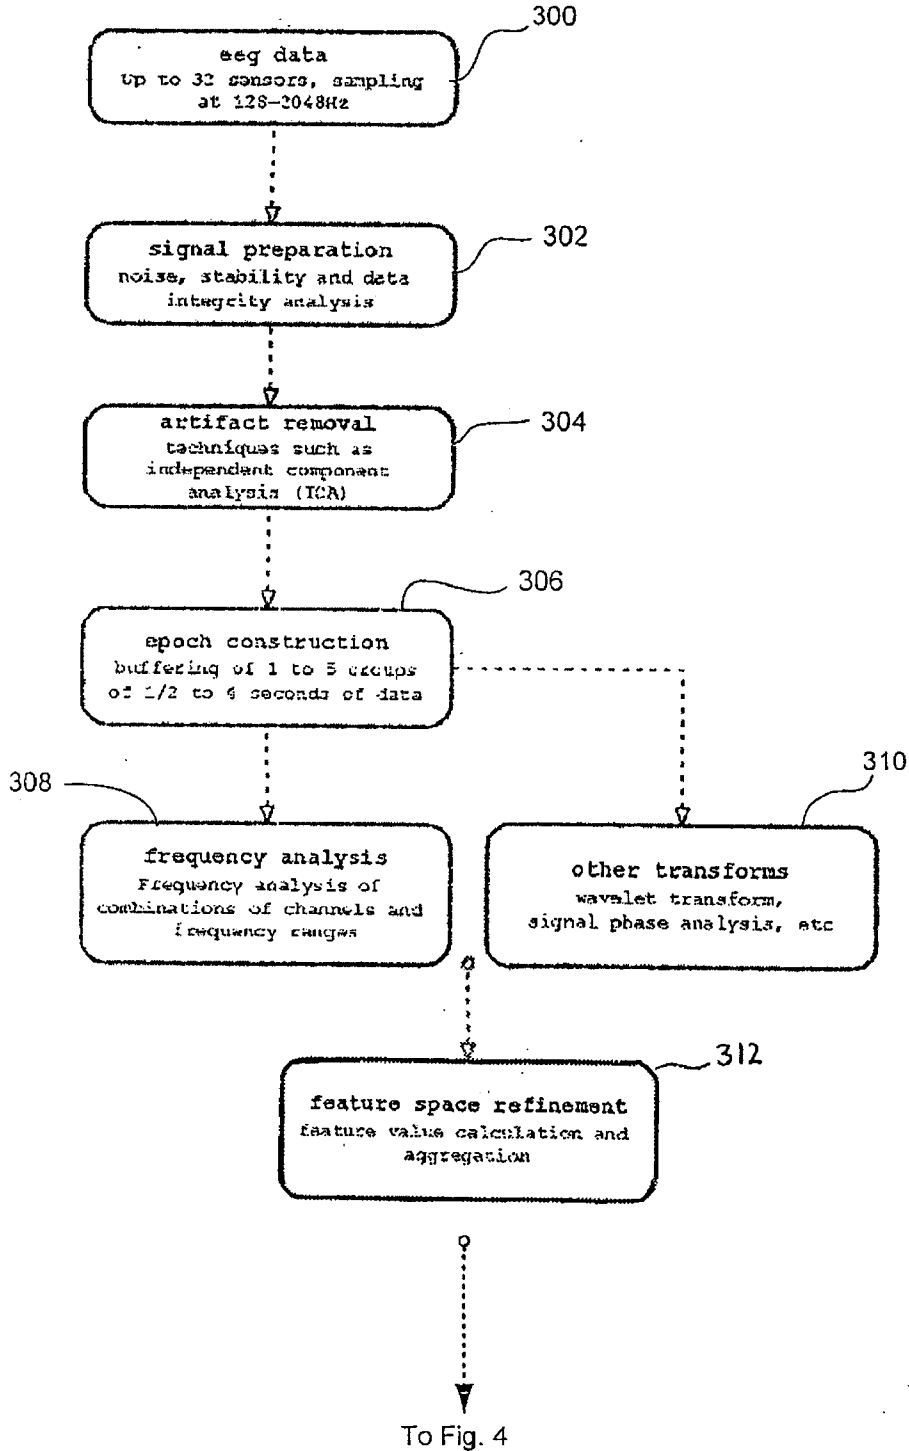 300
eeg data
Up to 32 sensors, sampling
at 128-2048Hz
302
signal preparation
noise, stability and data
integrity analysis
304
artifact removal
techniques such as
independent component
analysis (ICA)
306
epoch construction
buffering of 1 to 5 groups
of 1/2 to 4 seconds of data
308
310
frequency analysis
Frequency analysis of
combinations of channels and
frequency ranges
other transforms
wavelet transform,
signal phase analysis, etc
312
feature space refinement
feature value calculation and
aggregation
To Fig. 4